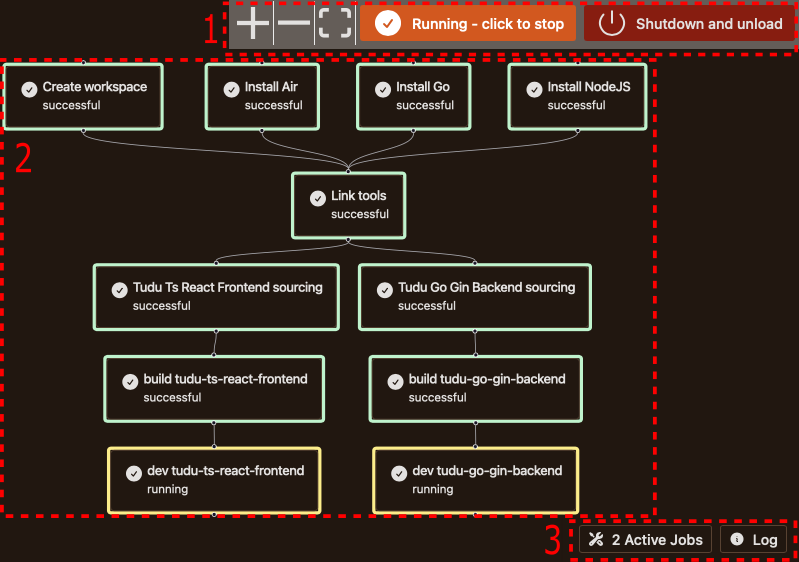 1
Running - click to stop
Shutdown and unload
2
Create workspace
successful
Install Air
successful
Install Go
successful
Install NodeJS
successful
Link tools
successful
Tudu Ts React Frontend sourcing
successful
Tudu Go Gin Backend sourcing
successful
build tudu-ts-react-frontend
successful
build tudu-go-gin-backend
successful
dev tudu-ts-react-frontend
running
dev tudu-go-gin-backend
running
3
2 Active Jobs
Log